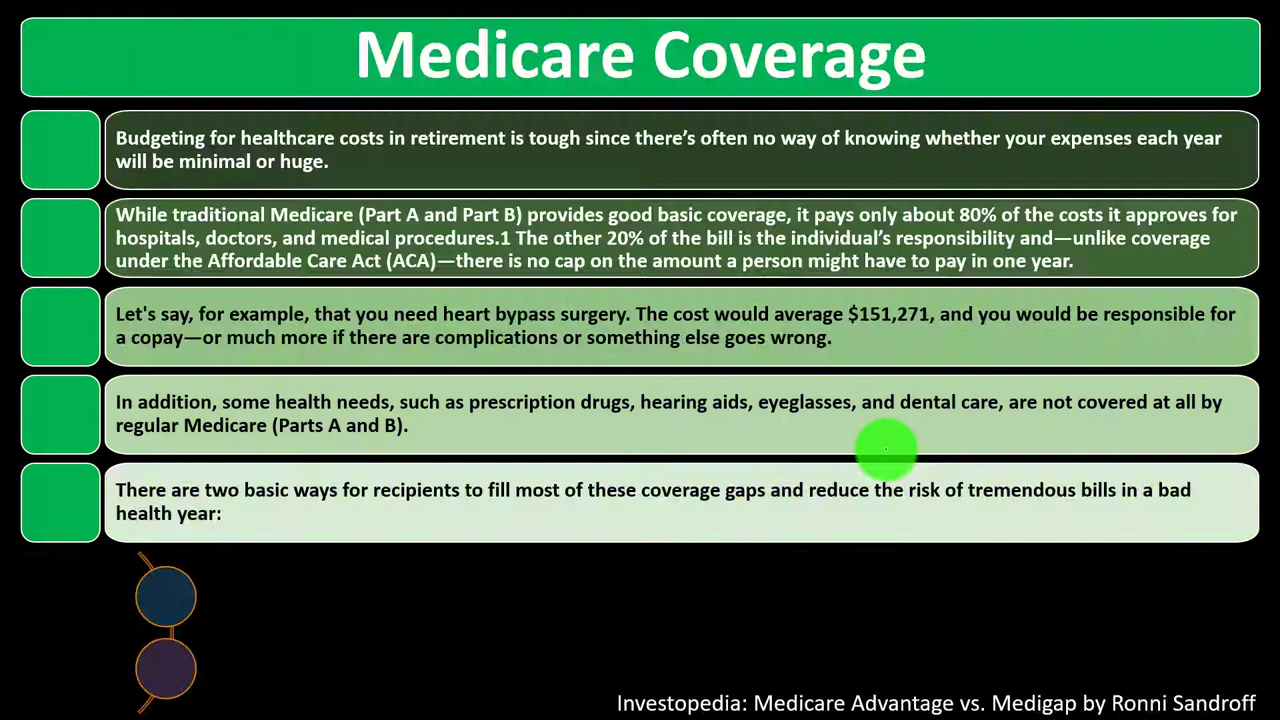 Medicare Coverage
Budgeting for healthcare costs in retirement is tough since there’s often no way of knowing whether your expenses each year
will be minimal or huge.
While traditional Medicare (Part A and Part B) provides good basic coverage, it pays only about 80% of the costs it approves for
hospitals, doctors, and medical procedures.1 The other 20% of the bill is the individual’s responsibility and—unlike coverage
under the Affordable Care Act (ACA)—there is no cap on the amount a person might have to pay in one year.
Let's say, for example, that you need heart bypass surgery. The cost would average $151,271, and you would be responsible for
a copay—or much more if there are complications or something else goes wrong.
In addition, some health needs, such as prescription drugs, hearing aids, eyeglasses, and dental care, are not covered at all by
regular Medicare (Parts A and B).
There are two basic ways for recipients to fill most of these coverage gaps and reduce the risk of tremendous bills in a bad
health year:
Investopedia: Medicare Advantage vs. Medigap by Ronni Sandroff